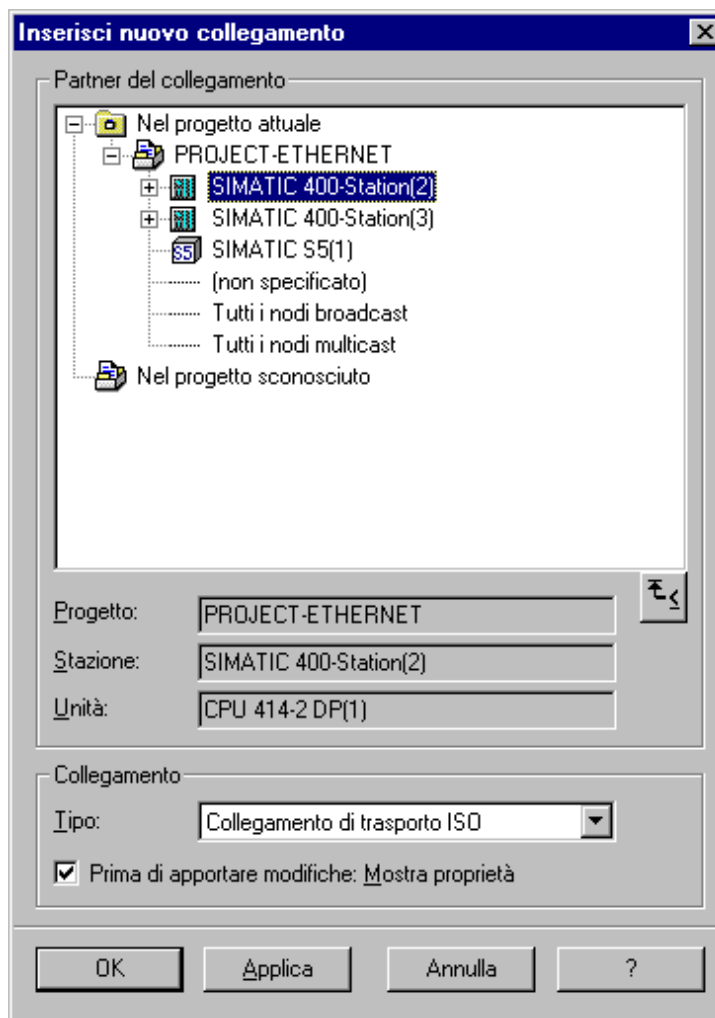 Inserisci nuovo collegamento
Partner del collegamento
Nel progetto attuale
PROJECT-ETHERNET
SIMATIC 400-Station(2)
SIMATIC 400-Station(3)
S5 SIMATIC S5(1)
(non specificato)
Tutti i nodi broadcast
Tutti i nodi multicast
Nel progetto sconosciuto
Progetto: PROJECT-ETHERNET
Stazione: SIMATIC 400-Station(2)
Unità: CPU 414-2 DP(1)
Collegamento
Tipo: Collegamento di trasporto ISO
Prima di apportare modifiche: Mostra proprietà
OK Applica Annulla ?